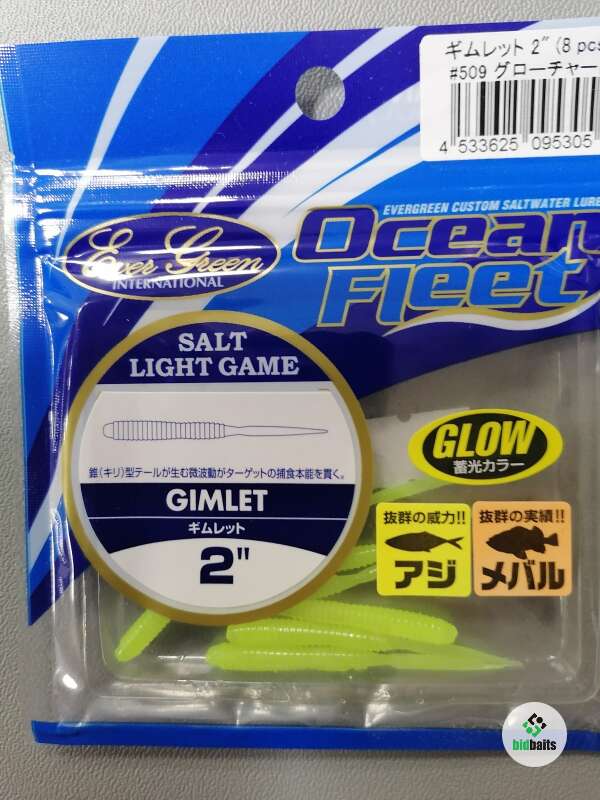 ギムレット 2" (8 pcs
#509 グローチャー
4 533625 095305
EVERGREEN CUSTOM SALTWATER LURE
Ocean
Fleet
Ever Green
INTERNATIONAL
SALT
LIGHT GAME
錐(キリ)型テールが生む微波動がターゲットの捕食本能を貫く。
GIMLET
ギムレット
2"
GLOW
蓄光カラー
抜群の威力!!
アジ
抜群の実績!!
メバル
bidbaits